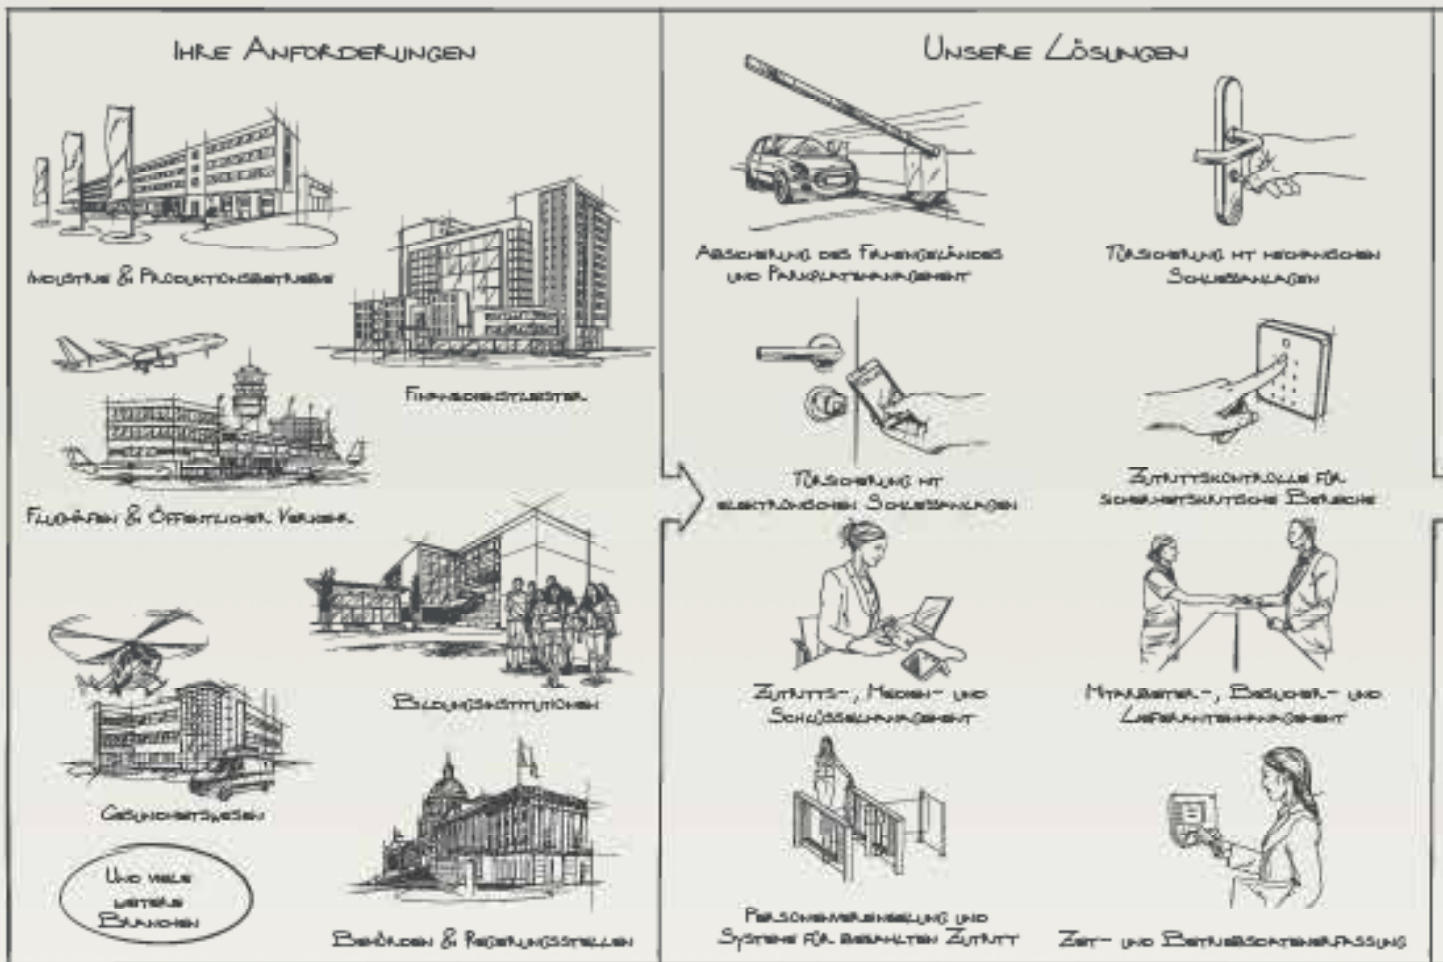 IHRE ANFORDERUNGEN
INDUSTRIE & PRODUKTIONSBETRIEBE
FINANZDIENSTLEISTER
FLUGHÄFEN & ÖFFENTLICHER VERKEHR
BILDUNGSINSTITUTIONEN
GESUNDHEITSWESEN
UND VIELE
WEITERE
BRANCHEN
BEHÖRDEN & REGIERUNGSSTELLEN
UNSERE LÖSUNGEN
ABSICHERUNG DES FIRMENGELÄNDES
UND PARKPLATZMANAGEMENT
TÜRSICHERUNG MIT MECHANISCHEN
SCHLIESSANLAGEN
TÜRSICHERUNG MIT
ELEKTRONISCHEN SCHLIESSANLAGEN
ZUTRITTSKONTROLLE FÜR
SICHERHEITSKRITISCHE BEREICHE
ZUTRITTS-, MEDIEN- UND
SCHLÜSSELMANAGEMENT
MITARBEITER-, BESUCHER- UND
LIEFERANTENMANAGEMENT
PERSONENVEREINZELUNG UND
SYSTEME FÜR BEZAHLTEN ZUTRITT
ZEIT- UND BETRIEBSDATENERFASSUNG